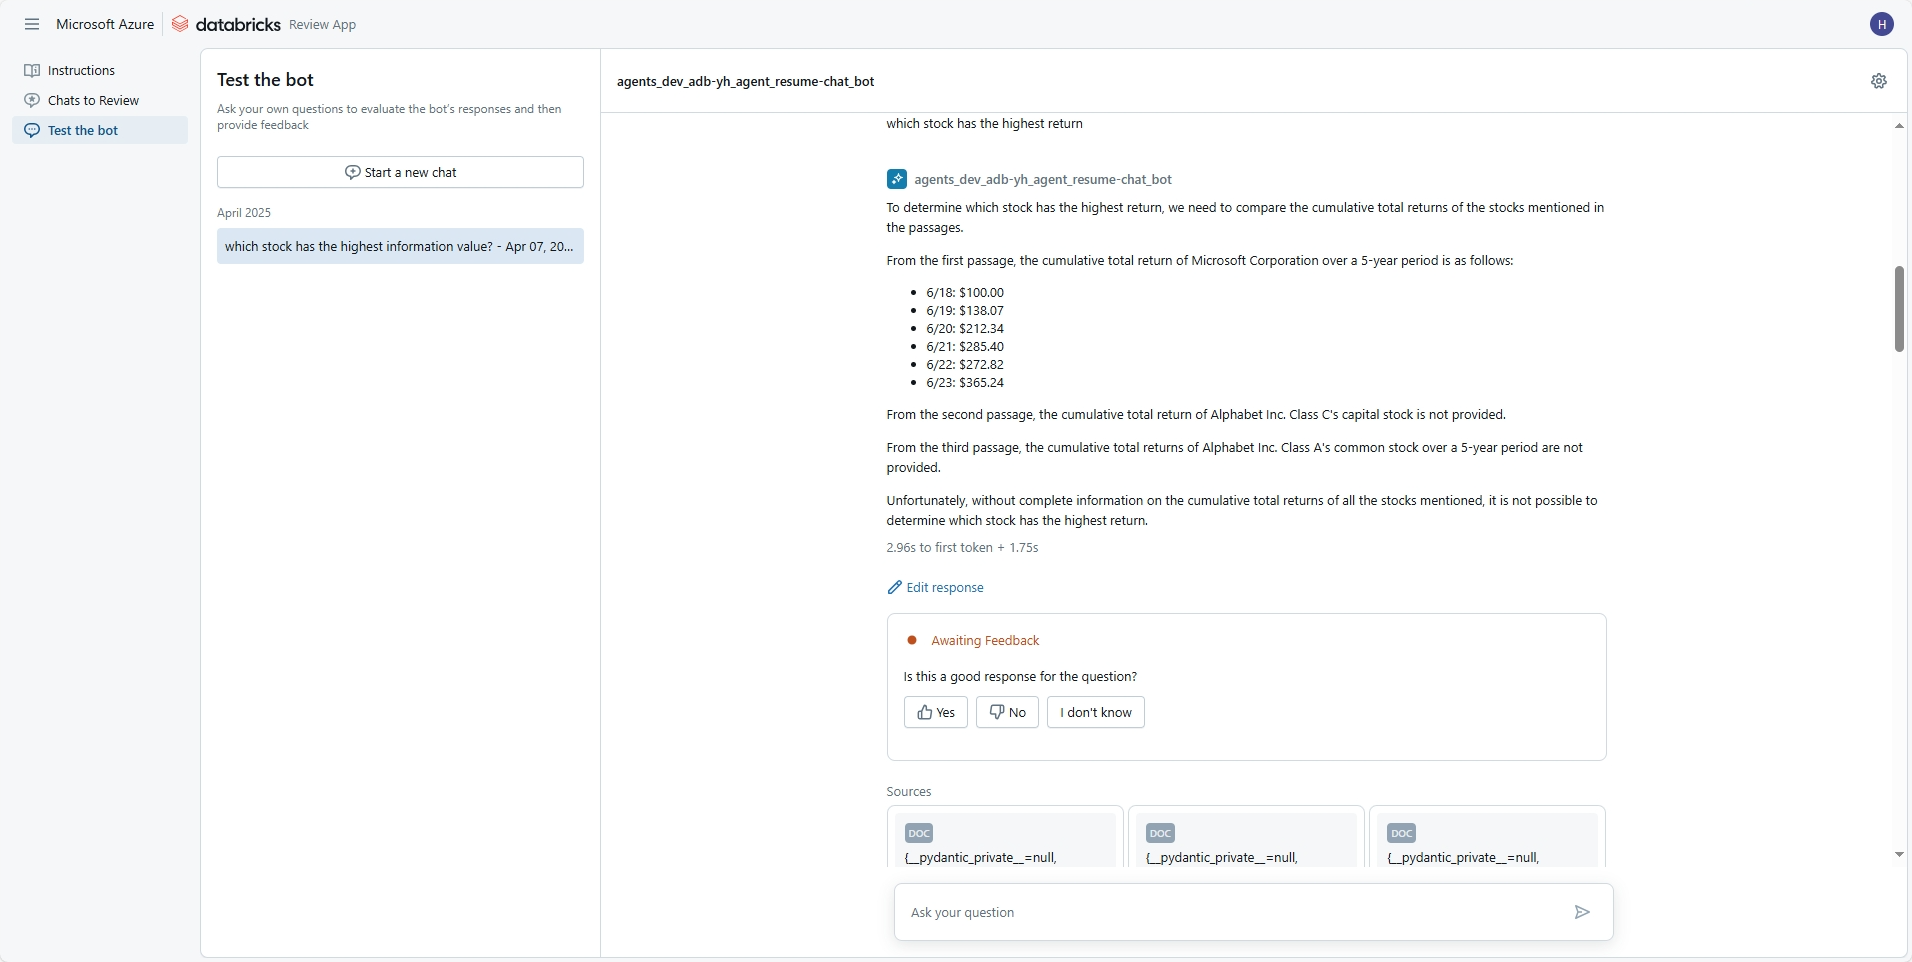 Microsoft Azure
databricks Review App
H
Instructions
Chats to Review
Test the bot
Test the bot
Ask your own questions to evaluate the bot's responses and then
provide feedback
Start a new chat
April 2025
which stock has the highest information value? - Apr 07, 20...
agents_dev_adb-yh_agent_resume-chat_bot
which stock has the highest return
agents_dev_adb-yh_agent_resume-chat_bot
To determine which stock has the highest return, we need to compare the cumulative total returns of the stocks mentioned in
the passages.
From the first passage, the cumulative total return of Microsoft Corporation over a 5-year period is as follows:
• 6/18: $100.00
• 6/19: $138.07
• 6/20: $212.34
• 6/21: $285.40
• 6/22: $272.82
• 6/23: $365.24
From the second passage, the cumulative total return of Alphabet Inc. Class C's capital stock is not provided.
From the third passage, the cumulative total returns of Alphabet Inc. Class A's common stock over a 5-year period are not
provided.
Unfortunately, without complete information on the cumulative total returns of all the stocks mentioned, it is not possible to
determine which stock has the highest return.
2.96s to first token + 1.75s
Edit response
Awaiting Feedback
Is this a good response for the question?
Yes No I don't know
Sources
DOC DOC DOC
{__pydantic_private__=null, {__pydantic_private__=null, {__pydantic_private__=null,
Ask your question